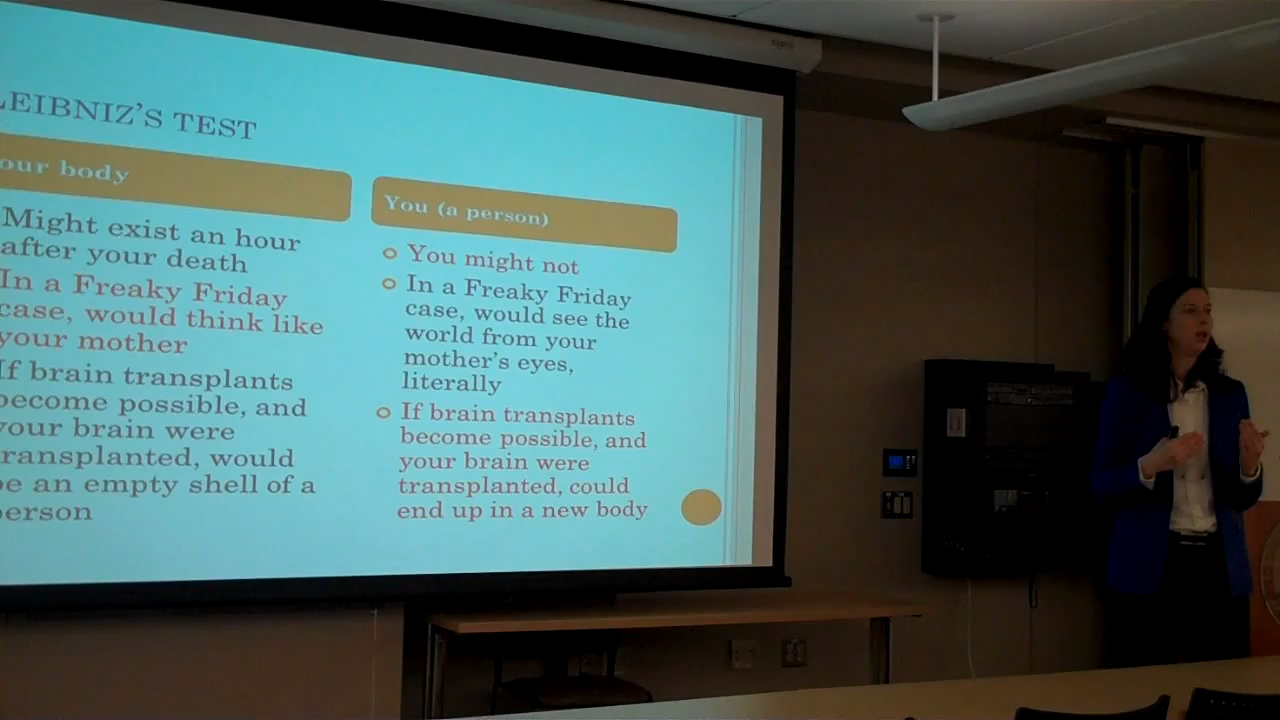 LEIBNIZ'S TEST
our body
Might exist an hour
after your death
In a Freaky Friday
case, would think like
your mother
If brain transplants
become possible, and
your brain were
ransplanted, would
be an empty shell of a
person
You (a person)
You might not
In a Freaky Friday
case, would see the
world from your
mother's eyes,
literally
If brain transplants
become possible, and
your brain were
transplanted, could
end up in a new body